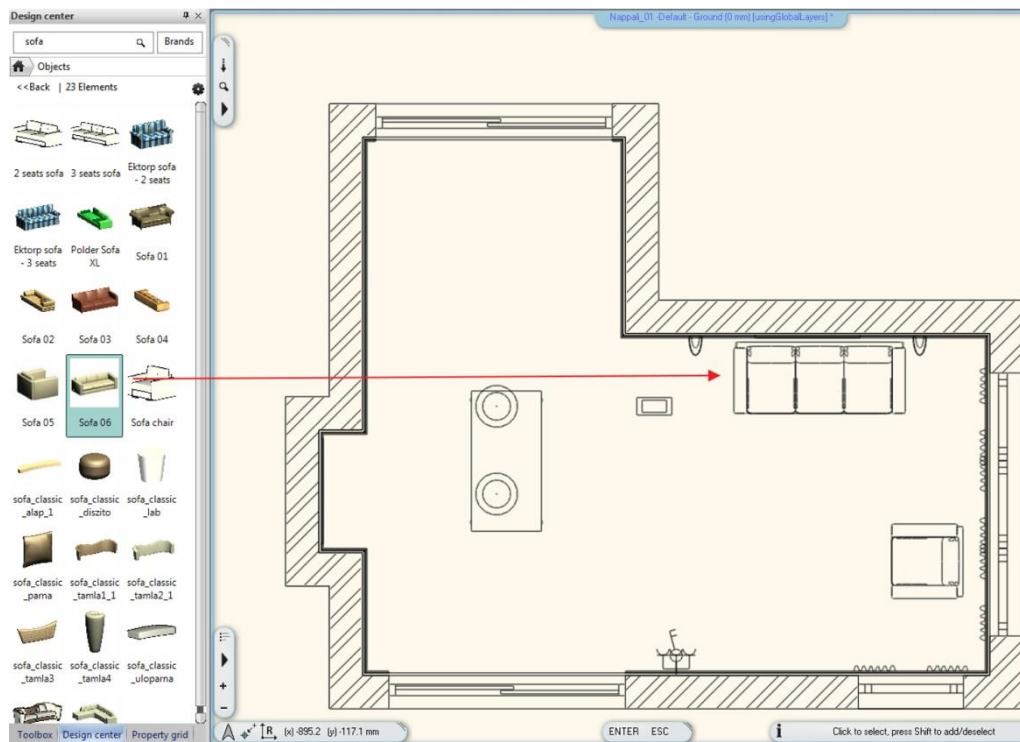 Design center
sofa
Brands
Objects
<<Back | 23 Elements
2 seats sofa
3 seats sofa
Ektorp sofa
- 2 seats
Ektorp sofa
- 3 seats
Polder Sofa
XL
Sofa 01
Sofa 02
Sofa 03
Sofa 04
Sofa 05
Sofa 06
Sofa chair
sofa_classic
_alap_1
sofa_classic
_diszito
sofa_classic
_lab
sofa_classic
_parna
sofa_classic
_tamla1_1
sofa_classic
_tamla2_1
sofa_classic
_tamla3
sofa_classic
_tamla4
sofa_classic
_uloparna
Toolbox
Design center
Property grid
Nappali_01 -Default - Ground (0 mm) [usingGlobalLayers] *
R
(x) -895.2 (y) -117.1 mm
ENTER ESC
Click to select, press Shift to add/deselect